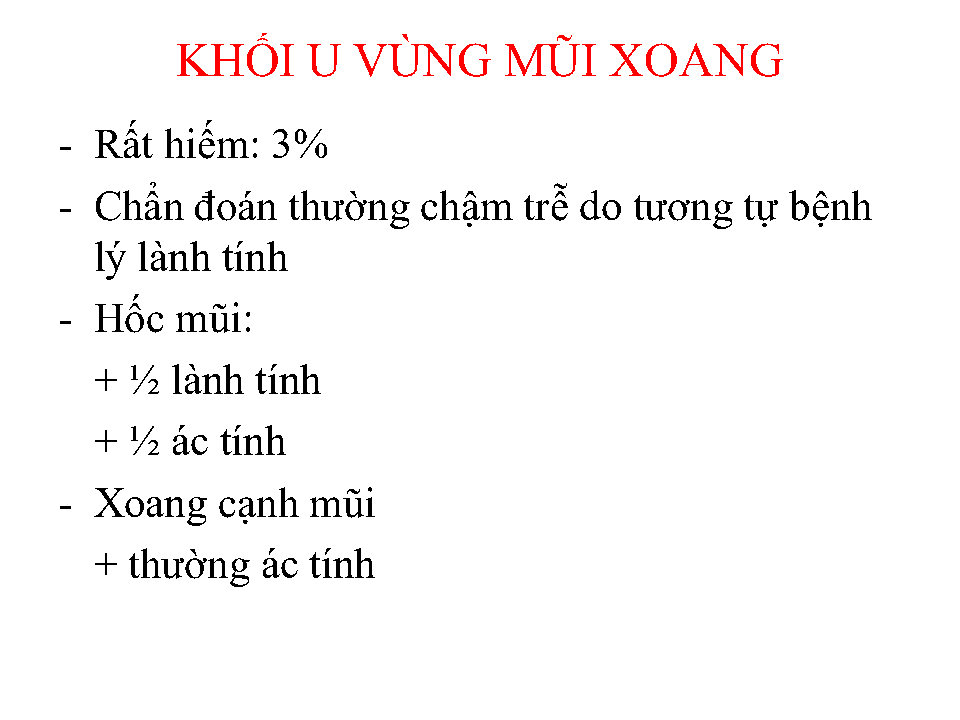 KHỐI U VÙNG MŨI XOANG
- Rất hiếm: 3%
- Chẩn đoán thường chậm trễ do tương tự bệnh
lý lành tính
- Hốc mũi:
+ ½ lành tính
+ ½ ác tính
- Xoang cạnh mũi
+ thường ác tính